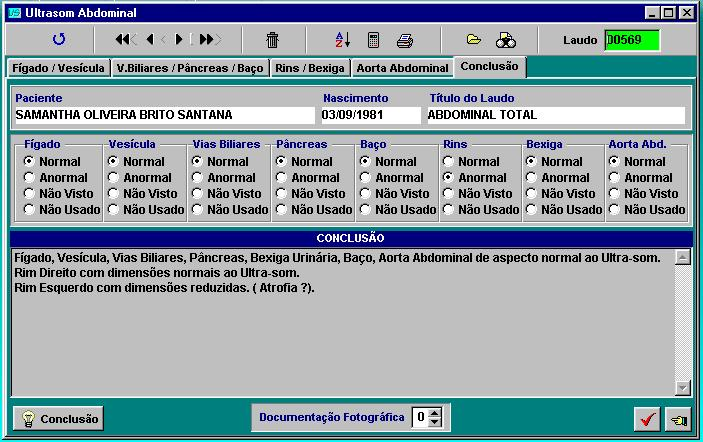 US Ultrasom Abdominal
Laudo 00569
Fígado / Vesícula V.Biliares / Pâncreas / Baço Rins / Bexiga Aorta Abdominal Conclusão
Paciente Nascimento Título do Laudo
SAMANTHA OLIVEIRA BRITO SANTANA 03/09/1981 ABDOMINAL TOTAL
Fígado Vesícula Vias Biliares Pâncreas Baço Rins Bexiga Aorta Abd.
Normal Normal Normal Normal Normal Normal Normal Normal
Anormal Anormal Anormal Anormal Anormal Anormal Anormal Anormal
Não Visto Não Visto Não Visto Não Visto Não Visto Não Visto Não Visto Não Visto
Não Usado Não Usado Não Usado Não Usado Não Usado Não Usado Não Usado Não Usado
CONCLUSÃO
Fígado, Vesícula, Vias Biliares, Pâncreas, Bexiga Urinária, Baço, Aorta Abdominal de aspecto normal ao Ultra-som.
Rim Direito com dimensões normais ao Ultra-som.
Rim Esquerdo com dimensões reduzidas. ( Atrofia ?).
Conclusão Documentação Fotográfica 0